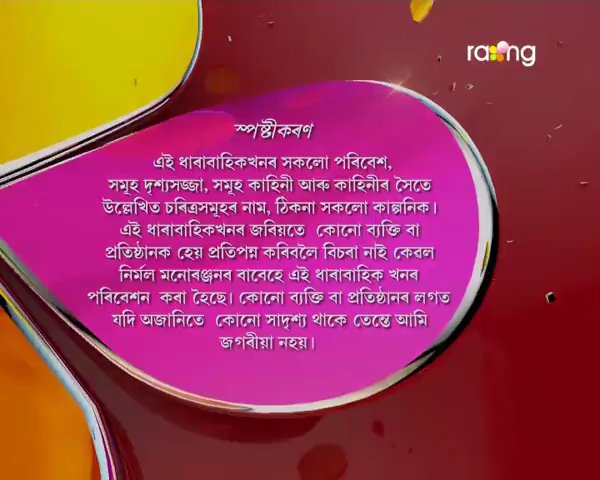 raang
স্পষ্টীকৰণ
এই ধাৰাবাহিকখনৰ সকলো পৰিবেশ,
সমূহ দৃশ্যসজ্জা, সমূহ কাহিনী আৰু কাহিনীৰ সৈতে
উল্লেখিত চৰিত্ৰসমূহৰ নাম, ঠিকনা সকলো কাল্পনিক।
এই ধাৰাবাহিকখনৰ জৰিয়তে কোনো ব্যক্তি বা
প্ৰতিষ্ঠানক হেয় প্ৰতিপন্ন কৰিবলৈ বিচৰা নাই কেৱল
নিৰ্মল মনোৰঞ্জনৰ বাবেহে এই ধাৰাবাহিক খনৰ
পৰিবেশন কৰা হৈছে। কোনো ব্যক্তি বা প্ৰতিষ্ঠানৰ লগত
যদি অজানিতে কোনো সাদৃশ্য থাকে তেন্তে আমি
জগৰীয়া নহয়।